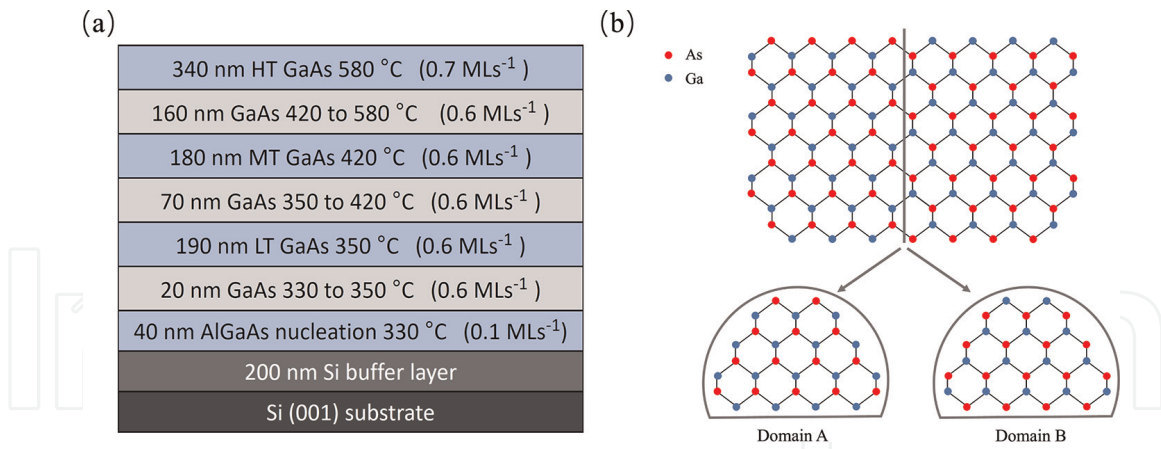 (a)
340 nm HT GaAs 580 °C (0.7 MLs⁻¹ )
160 nm GaAs 420 to 580 °C (0.6 MLs⁻¹ )
180 nm MT GaAs 420 °C (0.6 MLs⁻¹ )
70 nm GaAs 350 to 420 °C (0.6 MLs⁻¹ )
190 nm LT GaAs 350 °C (0.6 MLs⁻¹ )
20 nm GaAs 330 to 350 °C (0.6 MLs⁻¹ )
40 nm AlGaAs nucleation 330 °C (0.1 MLs⁻¹)
200 nm Si buffer layer
Si (001) substrate
(b)
As
Ga
Domain A
Domain B